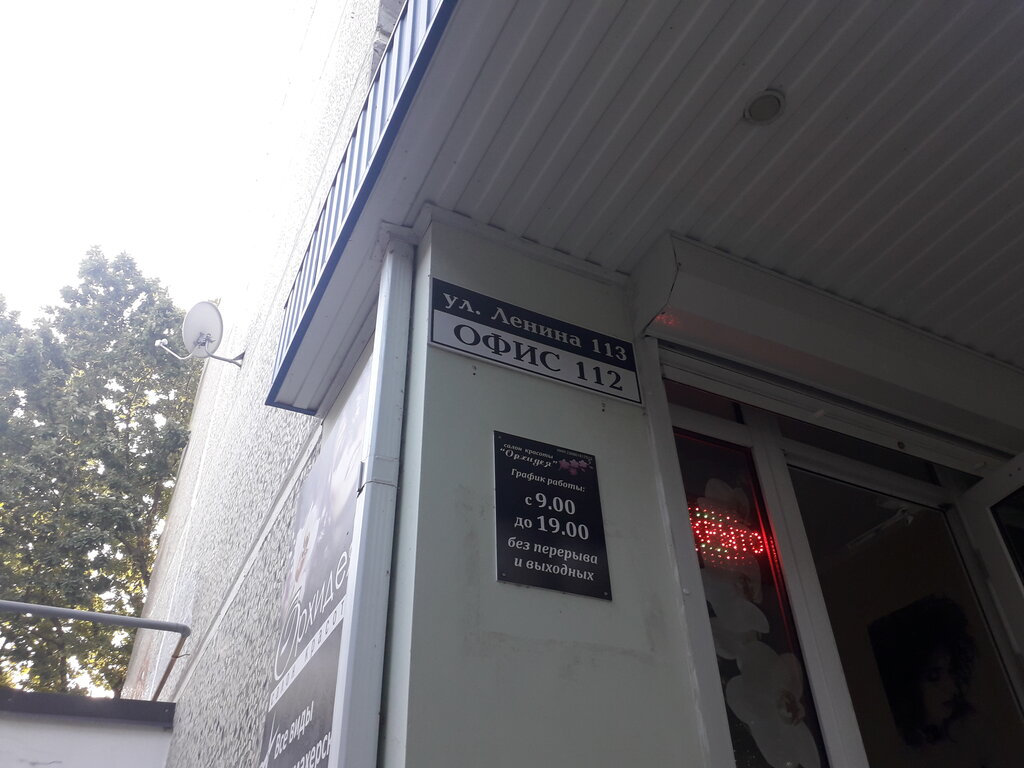 ул. Ленина 113
ОФИС 112
салон красоты
"Орхидея"
График работы:
с 9.00
до 19.00
без перерыва
и выходных
Орхиде
Все виды